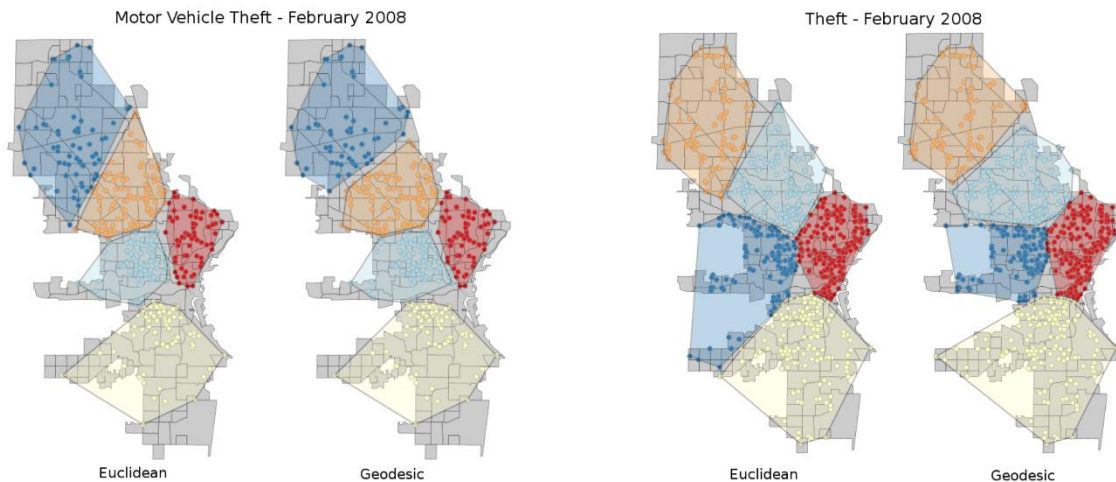 Motor Vehicle Theft - February 2008
Theft - February 2008
Euclidean
Geodesic
Euclidean
Geodesic